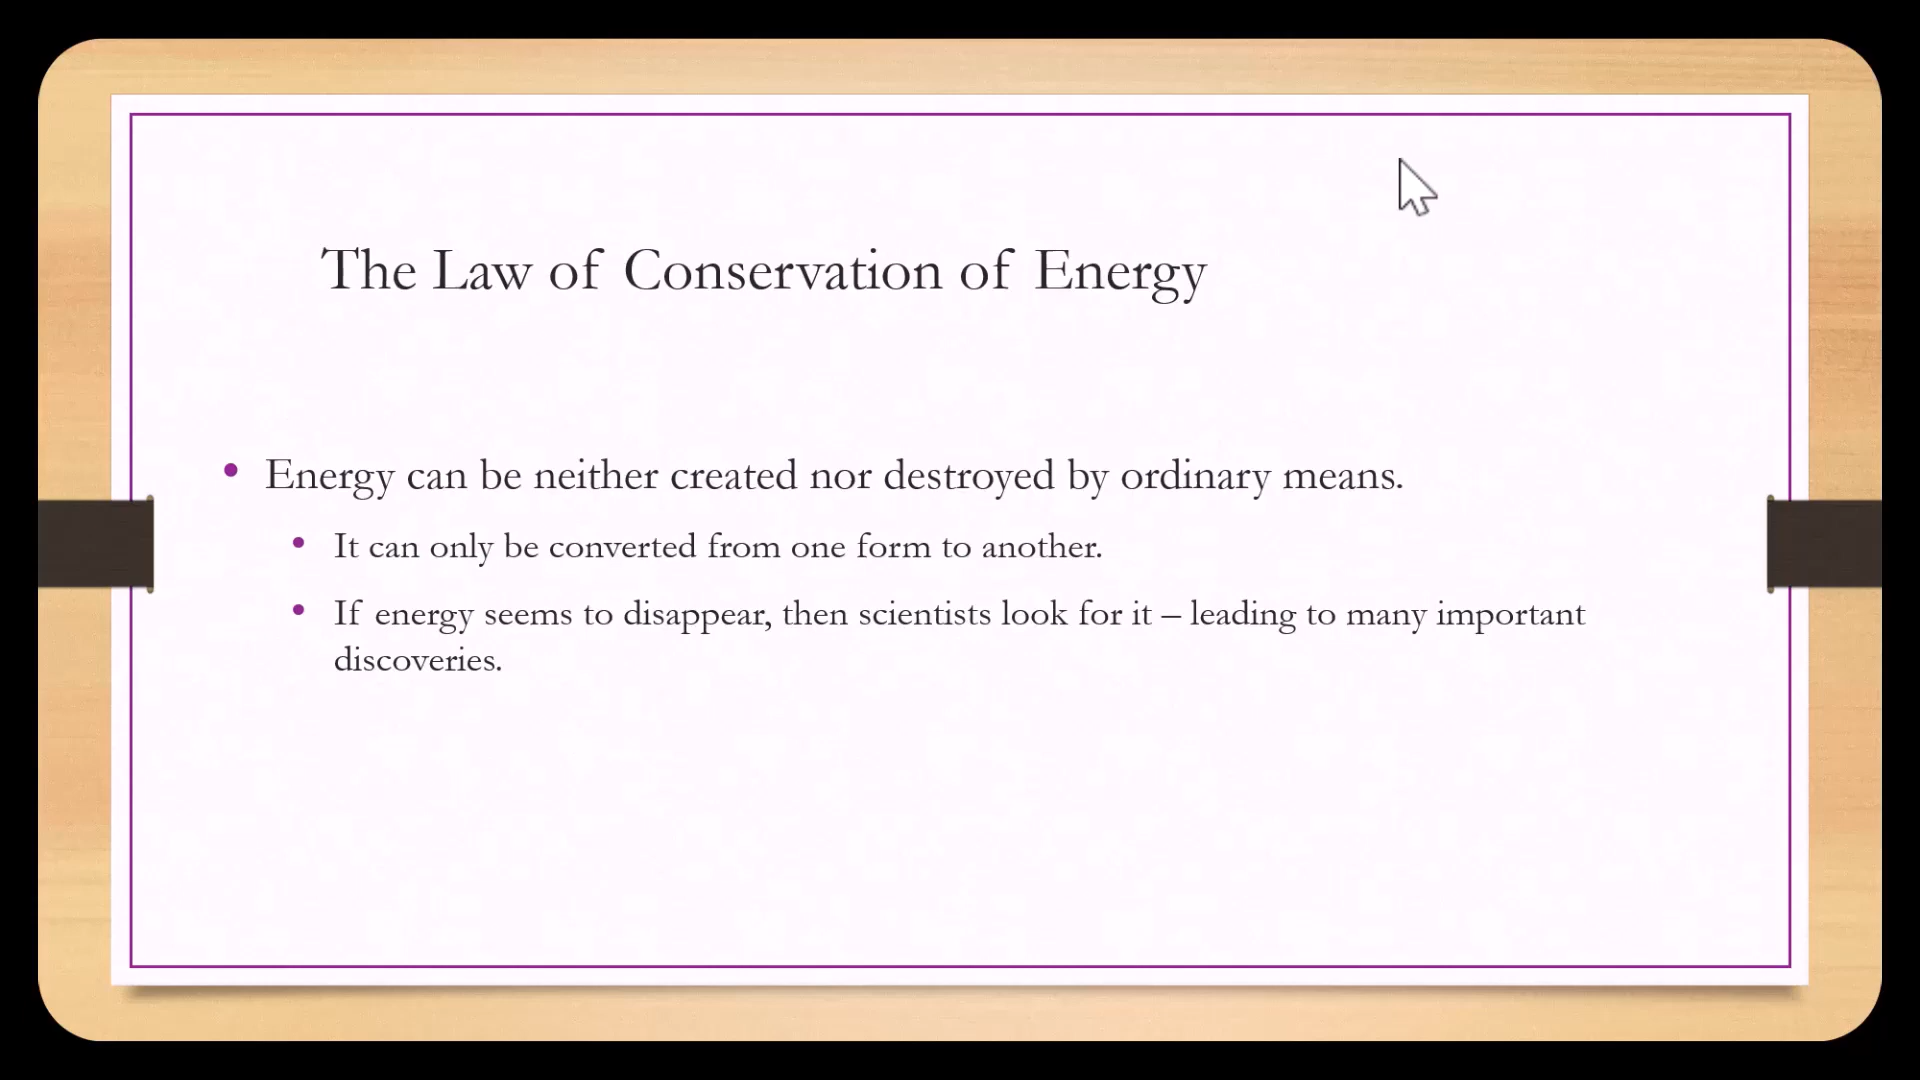 The Law of Conservation of Energy
• Energy can be neither created nor destroyed by ordinary means.
• It can only be converted from one form to another.
• If energy seems to disappear, then scientists look for it – leading to many important
discoveries.